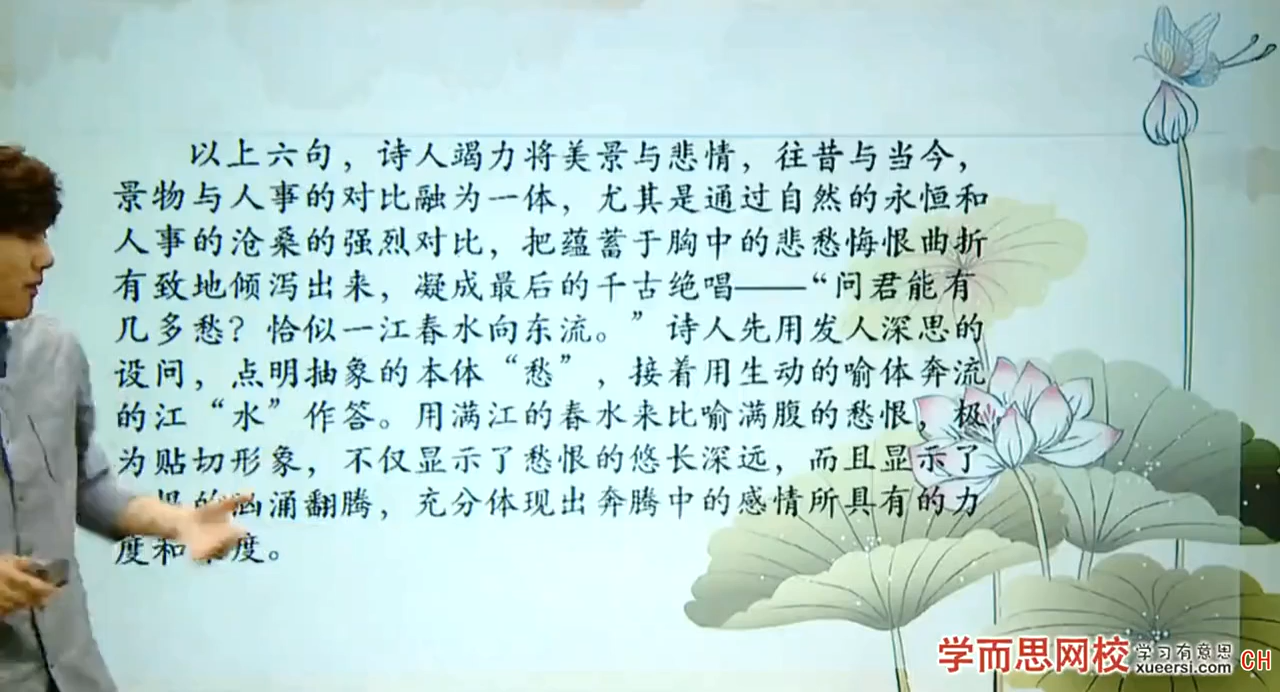 以上六句，诗人竭力将美景与悲情，往昔与当今，
景物与人事的对比融为一体，尤其是通过自然的永恒和
人事的沧桑的强烈对比，把蕴蓄于胸中的悲愁悔恨曲折
有致地倾泻出来，凝成最后的千古绝唱——“问君能有
几多愁？恰似一江春水向东流。”诗人先用发人深思的
设问，点明抽象的本体“愁”，接着用生动的喻体奔流
的江“水”作答。用满江的春水来比喻满腹的愁恨，极
为贴切形象，不仅显示了愁恨的悠长深远，而且显示了
的汹涌翻腾，充分体现出奔腾中的感情所具有的力
度和 度。
学而思网校 学习有意思
xueersi.com CH